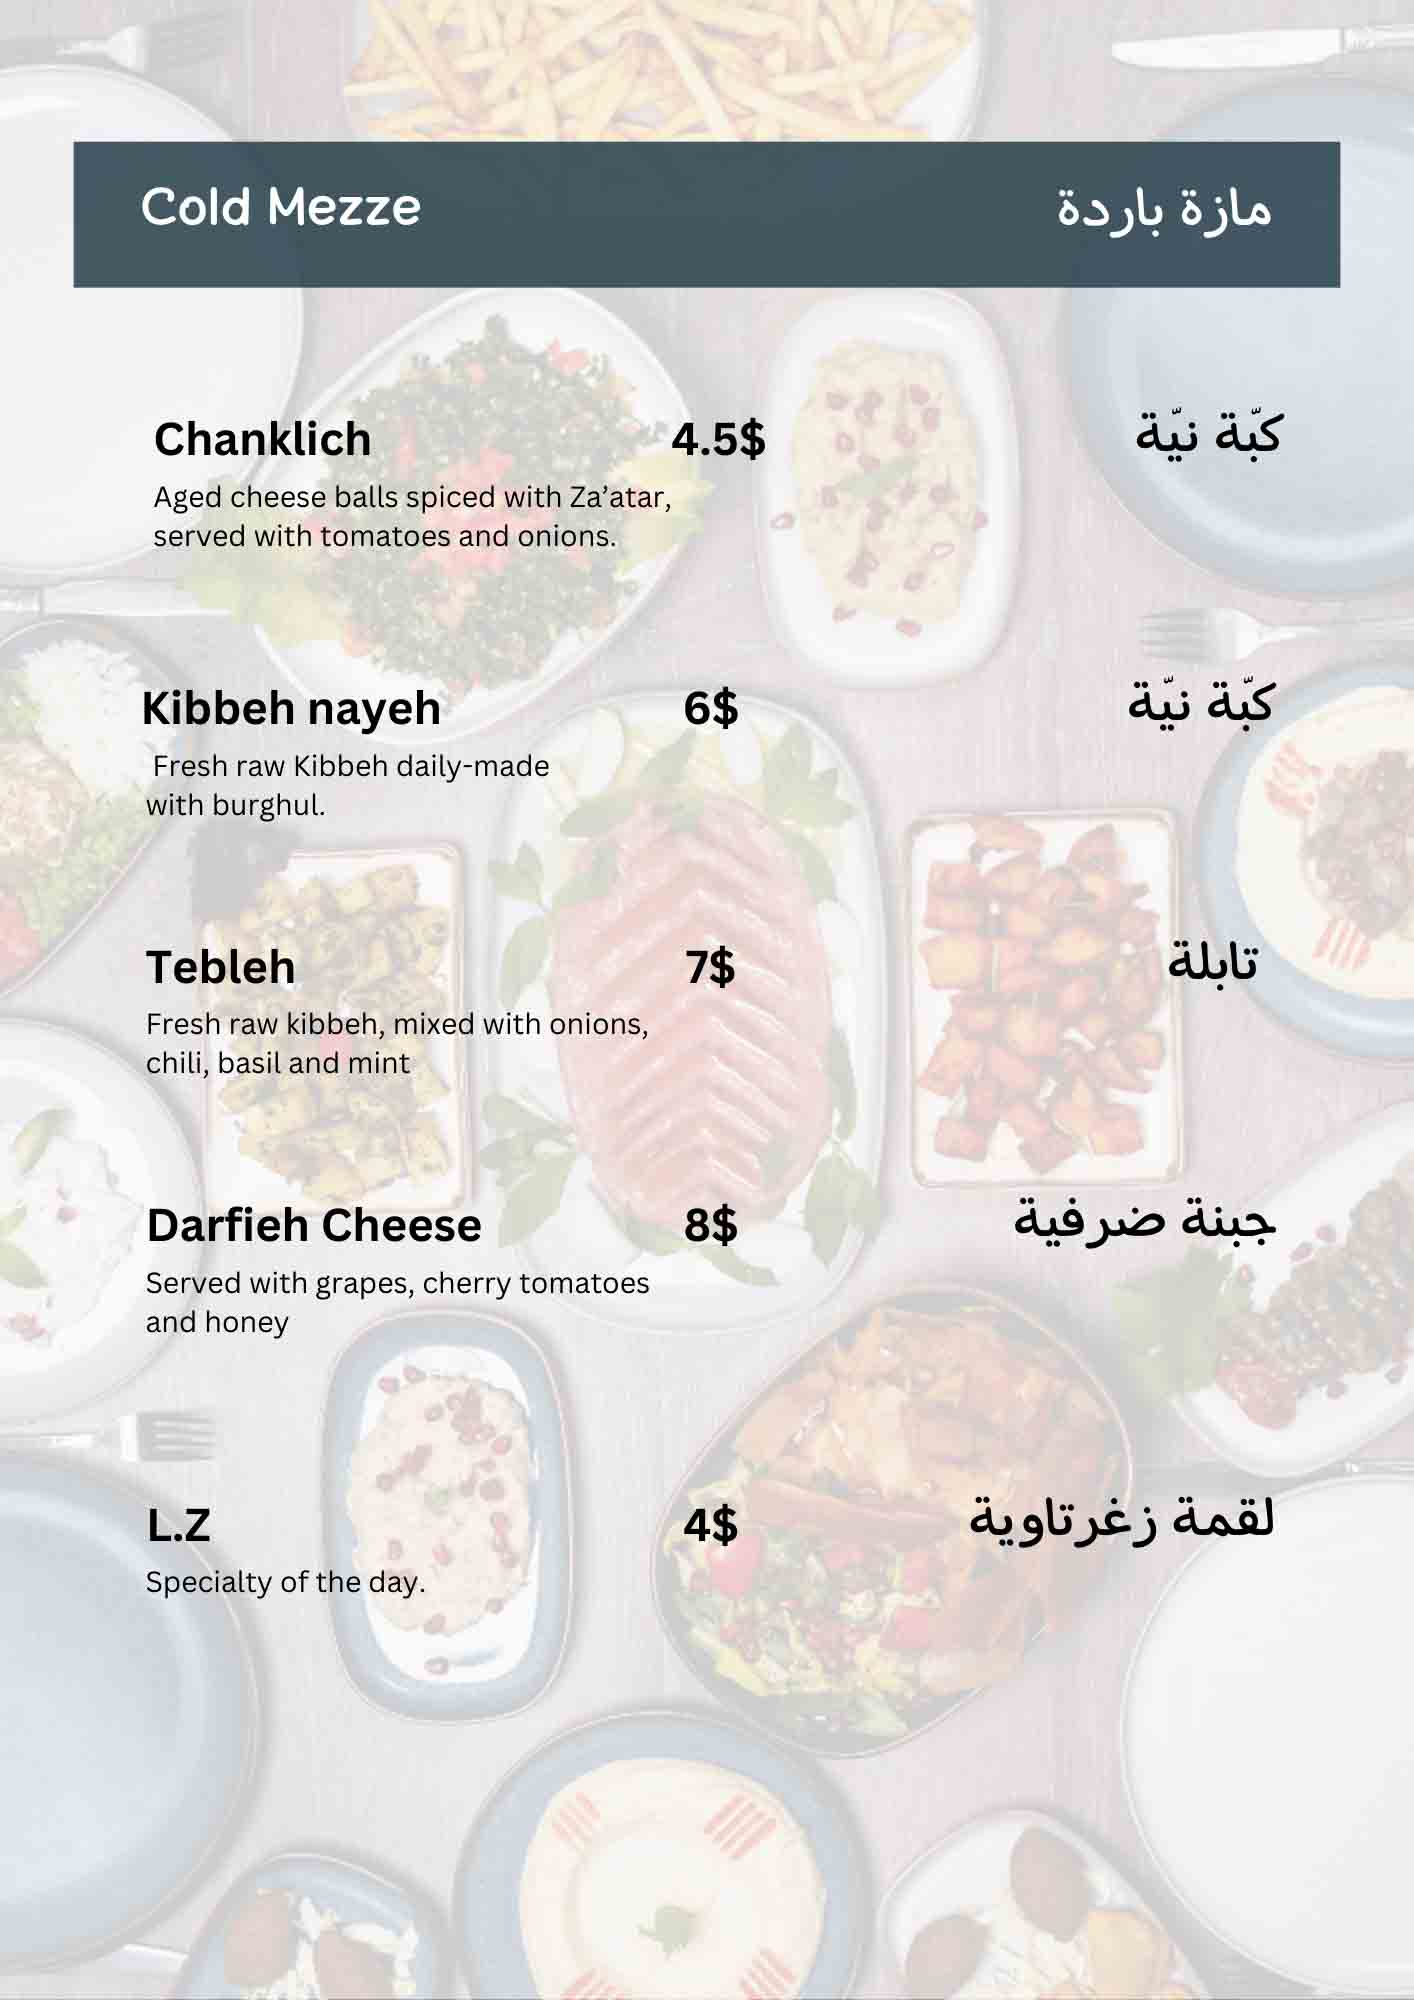 Cold Mezze مازة باردة
Chanklich 4.5$ كبّة نيّة
Aged cheese balls spiced with Za’atar,
served with tomatoes and onions.
Kibbeh nayeh 6$ كبّة نيّة
Fresh raw Kibbeh daily-made
with burghul.
Tebleh 7$ تابلة
Fresh raw kibbeh, mixed with onions,
chili, basil and mint
Darfieh Cheese 8$ جبنة ضرفية
Served with grapes, cherry tomatoes
and honey
L.Z 4$ لقمة زغرتاوية
Specialty of the day.